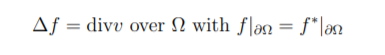 Δf = divv over Ω with f|∂Ω = f*|∂Ω